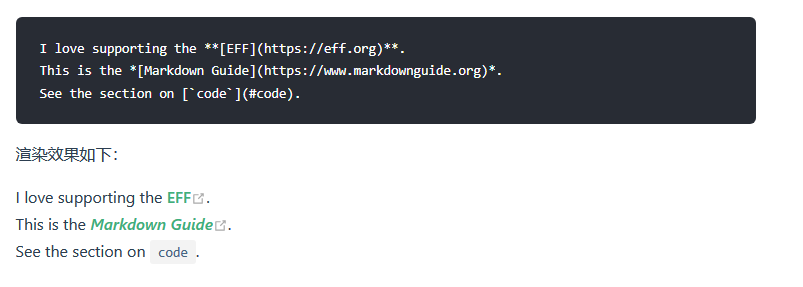 I love supporting the **[EFF](https://eff.org)**.
This is the *[Markdown Guide](https://www.markdownguide.org)*.
See the section on [`code`](#code).
渲染效果如下：
I love supporting the EFF.
This is the Markdown Guide.
See the section on code .